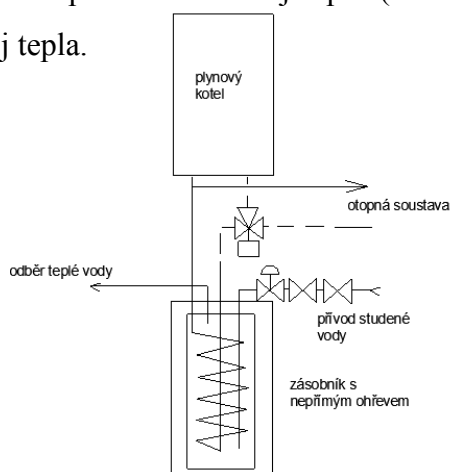 j tepla.
plynový
kotel
otopná soustava
odběr teplé vody
přívod studené
vody
zásobník s
nepřímým ohřevem